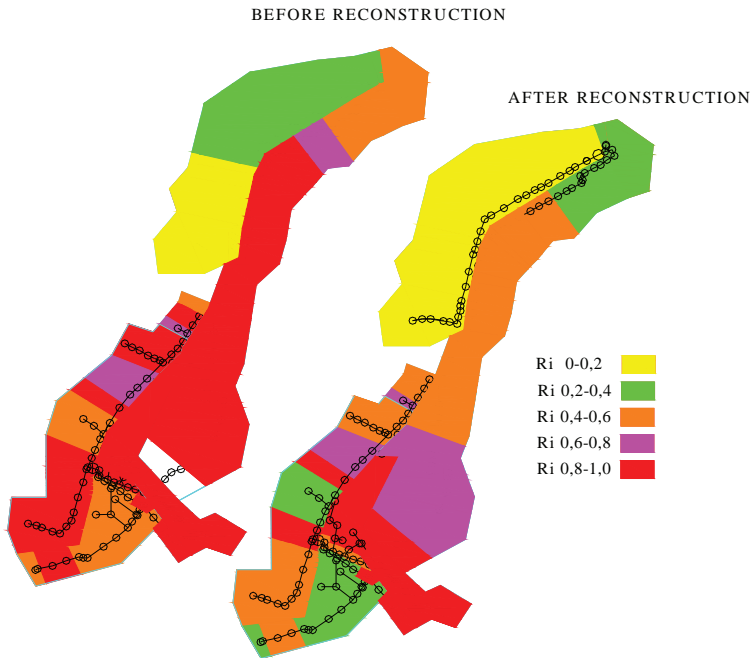 BEFORE RECONSTRUCTION
AFTER RECONSTRUCTION
Ri 0-0,2
Ri 0,2-0,4
Ri 0,4-0,6
Ri 0,6-0,8
Ri 0,8-1,0